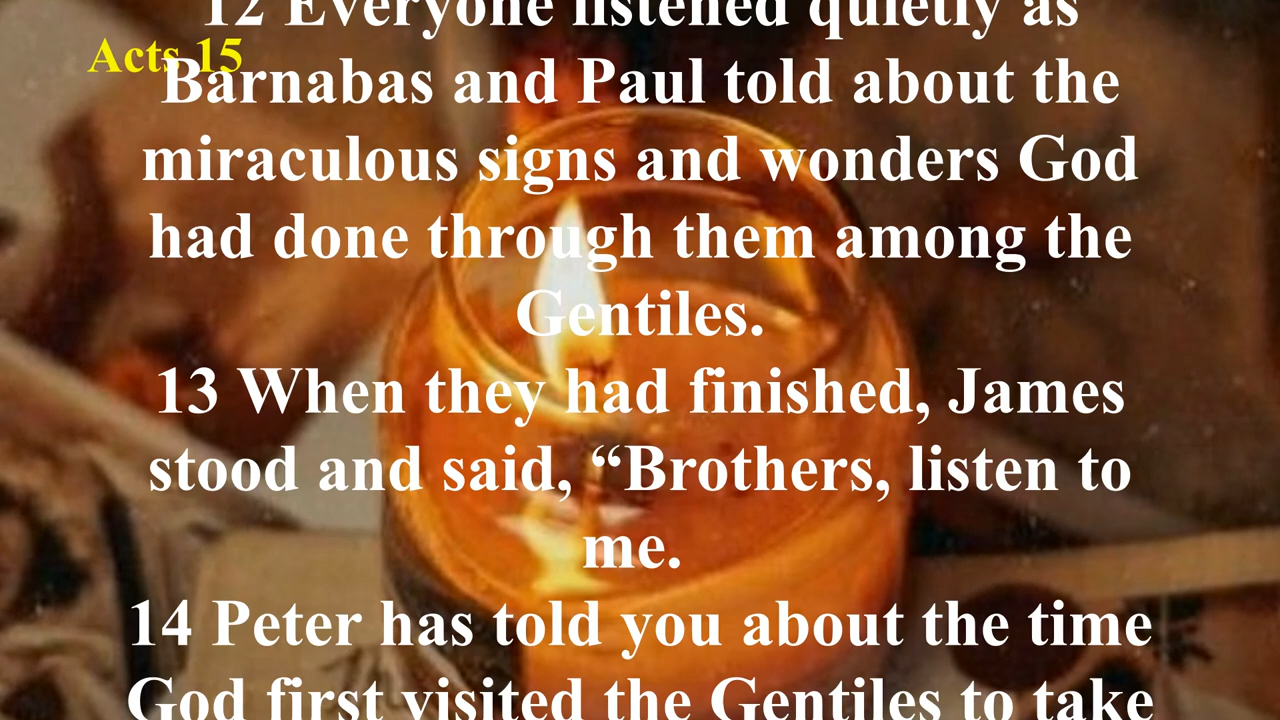 12 Everyone listened quietly as
Acts 15
Barnabas and Paul told about the
miraculous signs and wonders God
had done through them among the
Gentiles.
13 When they had finished, James
stood and said, “Brothers, listen to
me.
14 Peter has told you about the time
God first visited the Gentiles to take